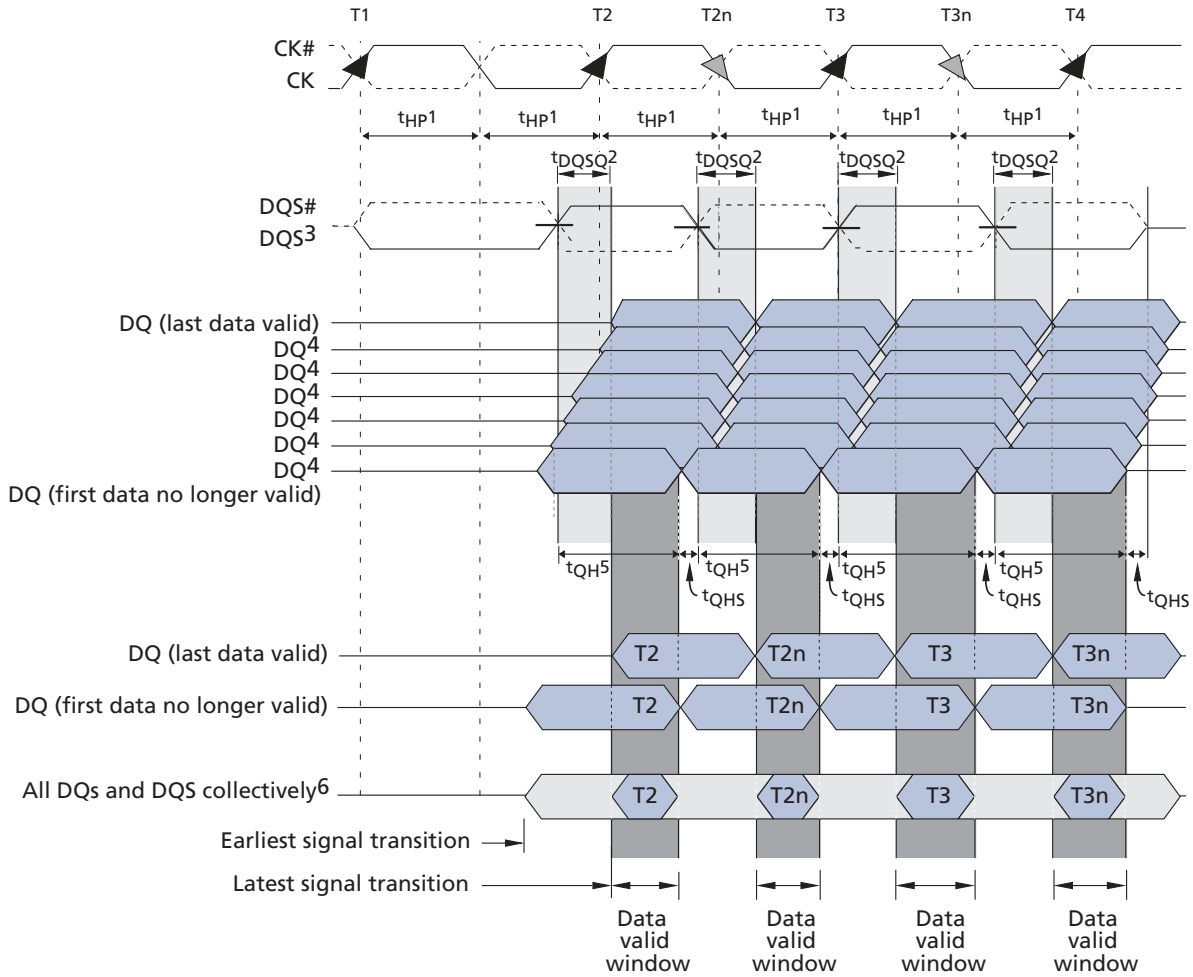 T1 T2 T2n T3 T3n T4
CK#
CK
tHP1 tHP1 tHP1 tHP1 tHP1 tHP1
tDQSQ2 tDQSQ2 tDQSQ2 tDQSQ2
DQS#
DQS3
DQ (last data valid)
DQ4
DQ4
DQ4
DQ4
DQ4
DQ4
DQ (first data no longer valid)
tQH5 tQH5 tQH5 tQH5
tQHS tQHS tQHS tQHS
DQ (last data valid) T2 T2n T3 T3n
DQ (first data no longer valid) T2 T2n T3 T3n
All DQs and DQS collectively6 T2 T2n T3 T3n
Earliest signal transition
Latest signal transition
Data Data Data Data
valid valid valid valid
window window window window